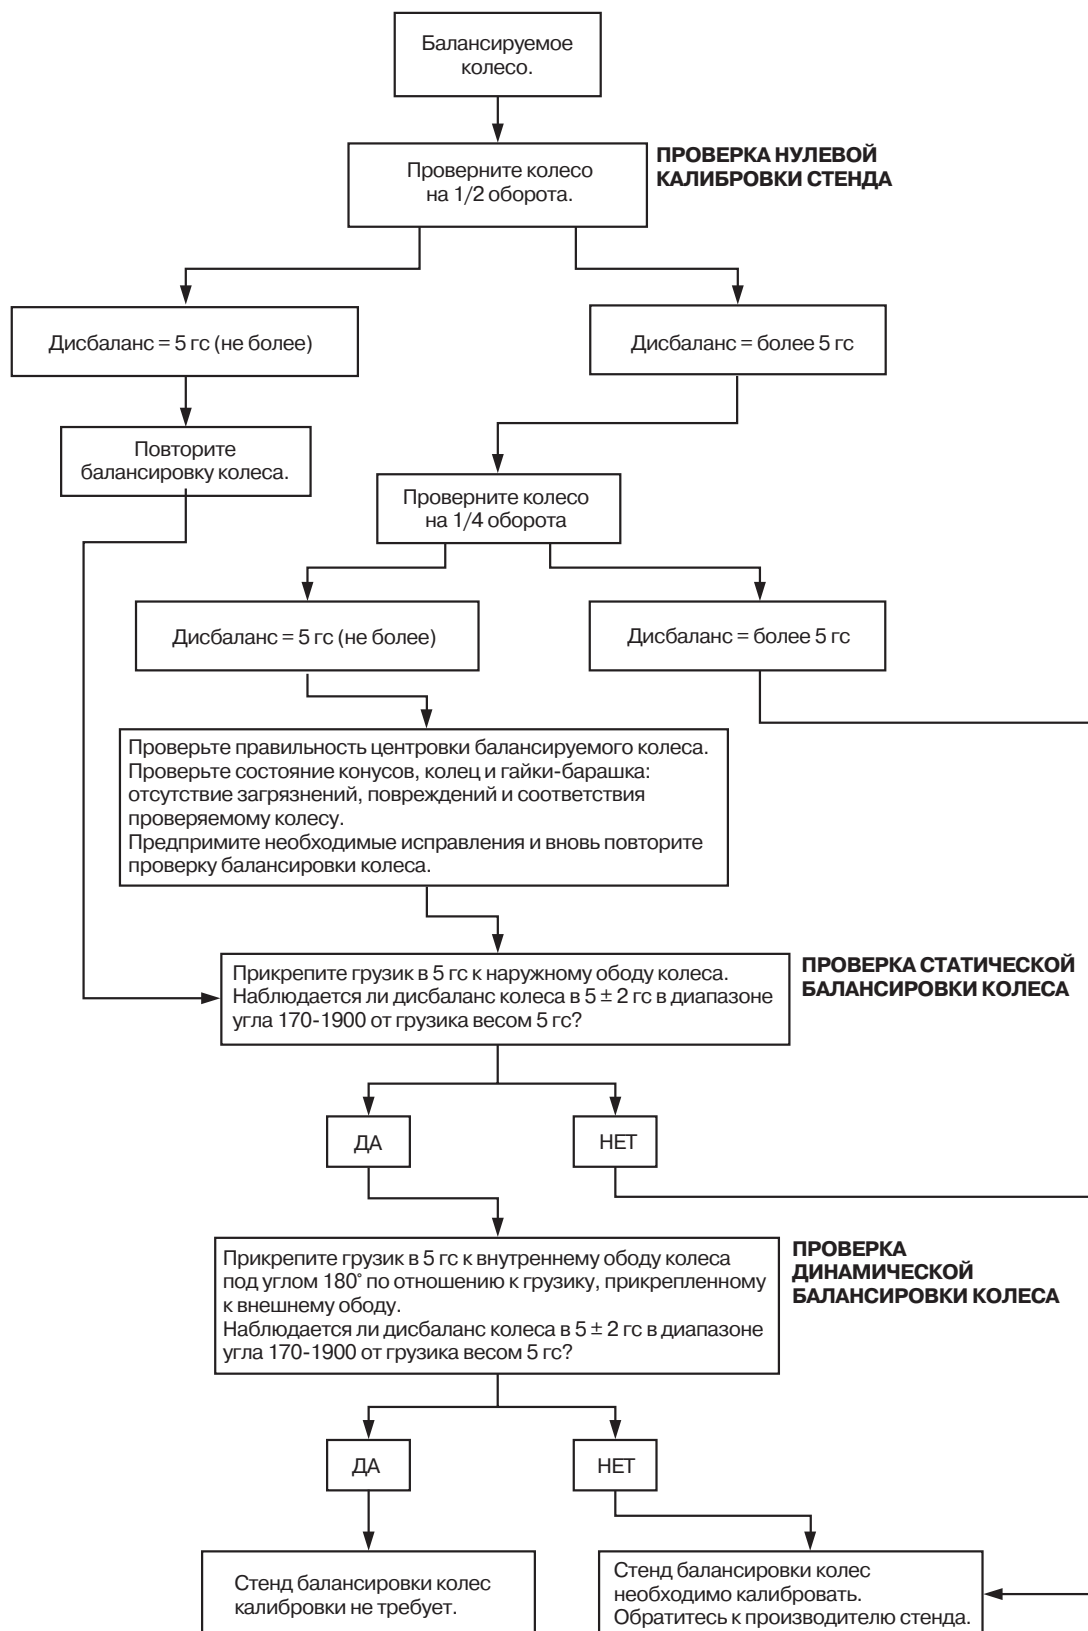 Балансируемое
колесо.
Проверните колесо
на 1/2 оборота.
ПРОВЕРКА НУЛЕВОЙ
КАЛИБРОВКИ СТЕНДА
Дисбаланс = 5 гс (не более)
Дисбаланс = более 5 гс
Повторите
балансировку колеса.
Проверните колесо
на 1/4 оборота
Дисбаланс = 5 гс (не более)
Дисбаланс = более 5 гс
Проверьте правильность центровки балансируемого колеса.
Проверьте состояние конусов, колец и гайки-барашка:
отсутствие загрязнений, повреждений и соответствия
проверяемому колесу.
Предпримите необходимые исправления и вновь повторите
проверку балансировки колеса.
Прикрепите грузик в 5 гс к наружному ободу колеса.
Наблюдается ли дисбаланс колеса в 5 ± 2 гс в диапазоне
угла 170-1900 от грузика весом 5 гс?
ПРОВЕРКА СТАТИЧЕСКОЙ
БАЛАНСИРОВКИ КОЛЕСА
ДА
НЕТ
Прикрепите грузик в 5 гс к внутреннему ободу колеса
под углом 180° по отношению к грузику, прикрепленному
к внешнему ободу.
Наблюдается ли дисбаланс колеса в 5 ± 2 гс в диапазоне
угла 170-1900 от грузика весом 5 гс?
ПРОВЕРКА
ДИНАМИЧЕСКОЙ
БАЛАНСИРОВКИ КОЛЕСА
ДА
НЕТ
Стенд балансировки колес
калибровки не требует.
Стенд балансировки колес
необходимо калибровать.
Обратитесь к производителю стенда.